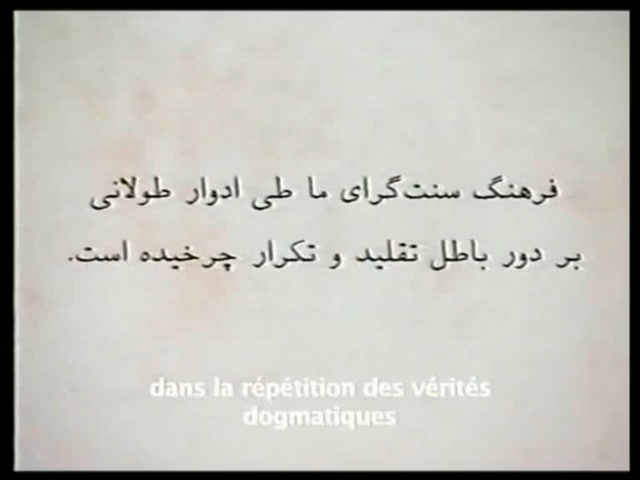 فرهنگ سنت‌گرای ما طی ادوار طولانی
بر دور باطل تقلید و تکرار چرخیده است.
dans la répétition des vérités
dogmatiques